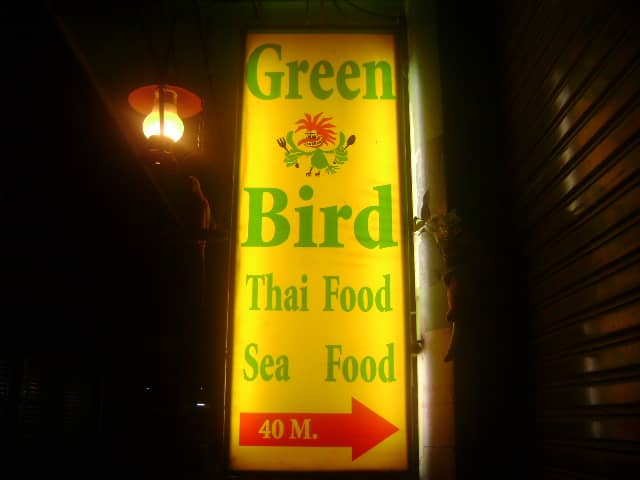 Green
Bird
Thai Food
Sea Food
40 M.